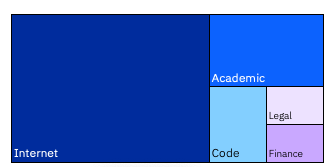 Internet
Academic
Code
Legal
Finance